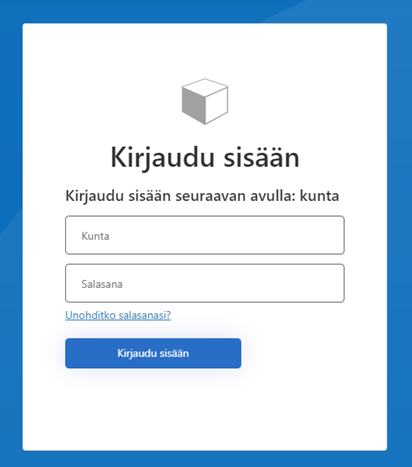 Kirjaudu sisään
Kirjaudu sisään seuraavan avulla: kunta
Kunta
Salasana
Unohditko salasanasi?
Kirjaudu sisään